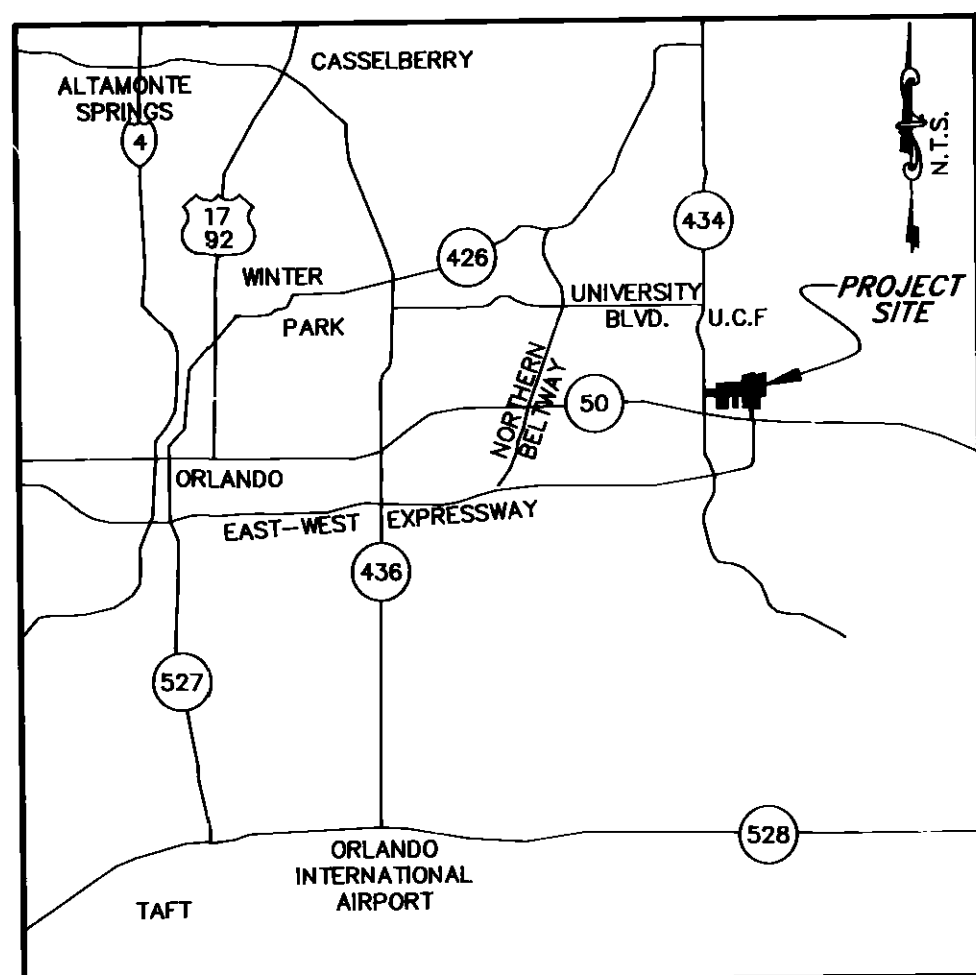 CASSELBERRY
ALTAMONTE
SPRINGS
4
N.T.S.
17
92
434
426
WINTER
PARK
PROJECT
SITE
UNIVERSITY
BLVD.
U.C.F
NORTHERN
BELTWAY
50
ORLANDO
EAST-WEST EXPRESSWAY
436
527
528
ORLANDO
INTERNATIONAL
AIRPORT
TAFT